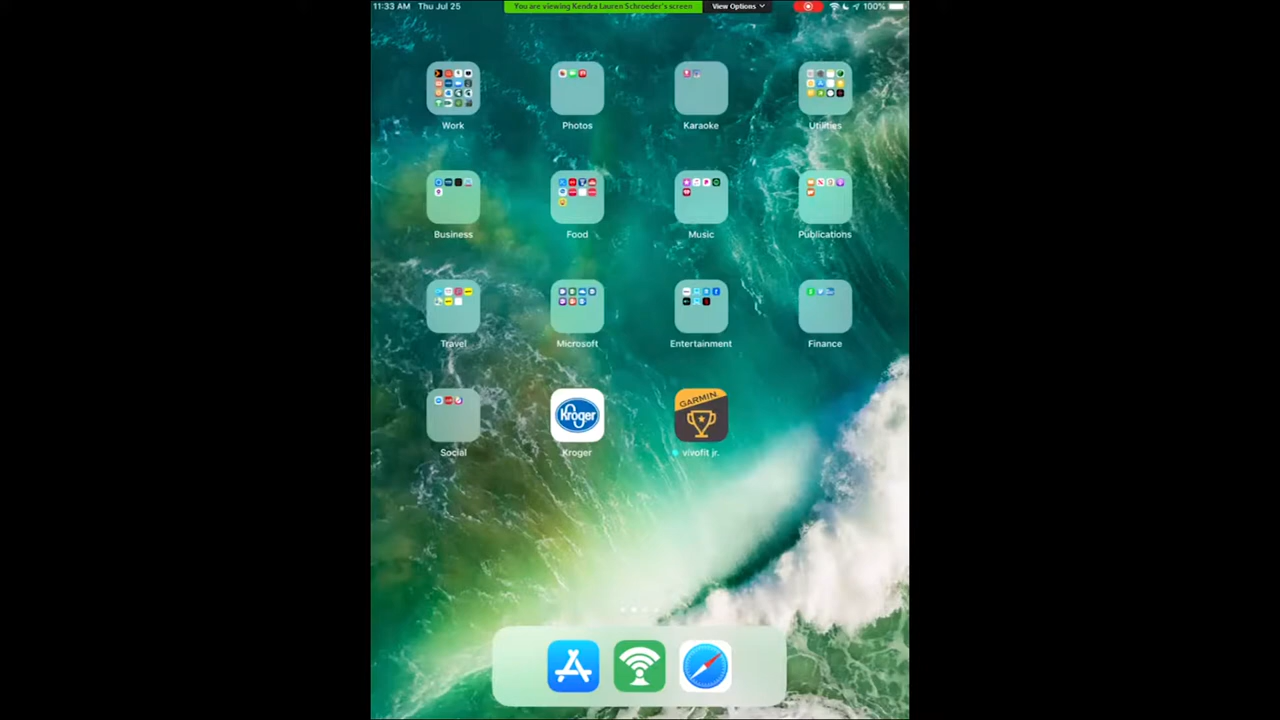 11:33 AM Thu Jul 25
You are viewing Kendra Lauren Schroeder's screen
View Options
100%
Work
Photos
Karaoke
Utilities
Business
Food
Music
Publications
Travel
Microsoft
Entertainment
Finance
Kroger
GARMIN
Social
Kroger
vívofit jr.